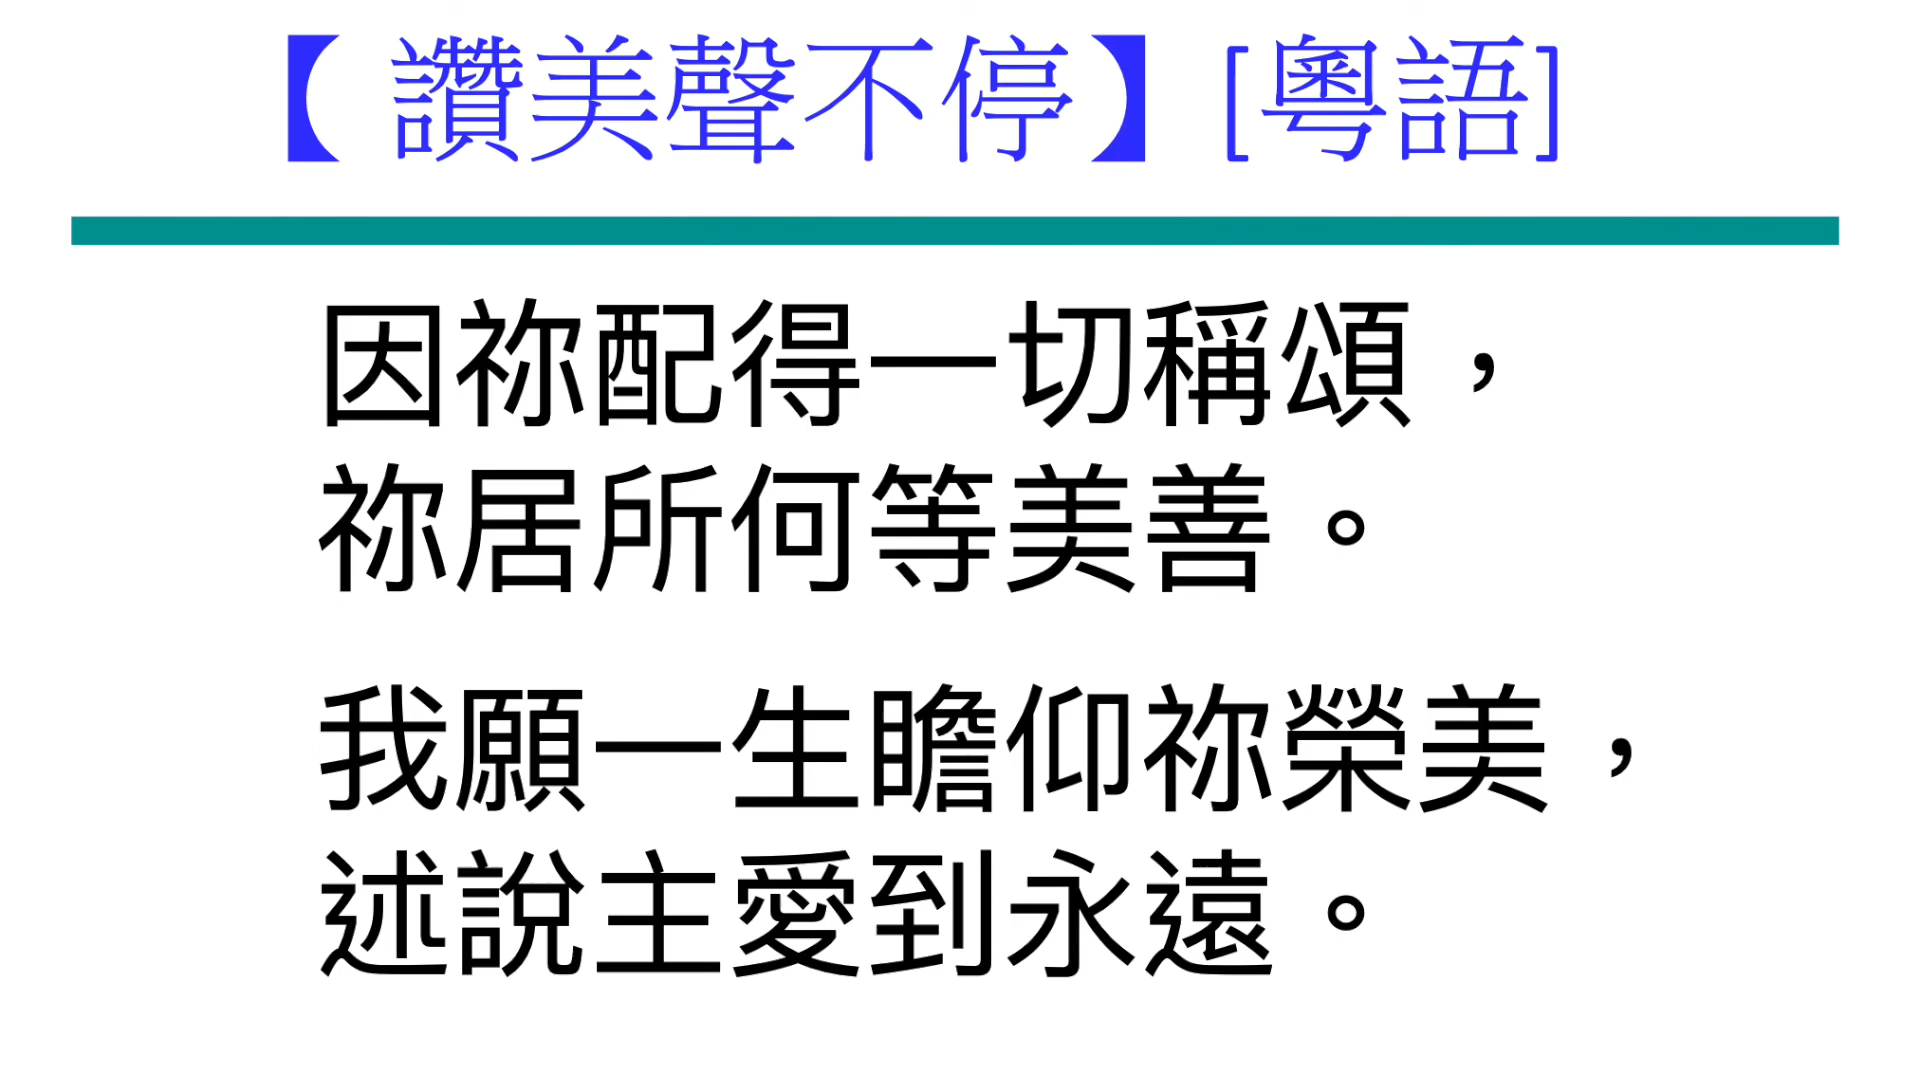 【 讚美聲不停】[粵語]
因祢配得一切稱頌，
祢居所何等美善。
我願一生瞻仰祢榮美，
述說主愛到永遠。